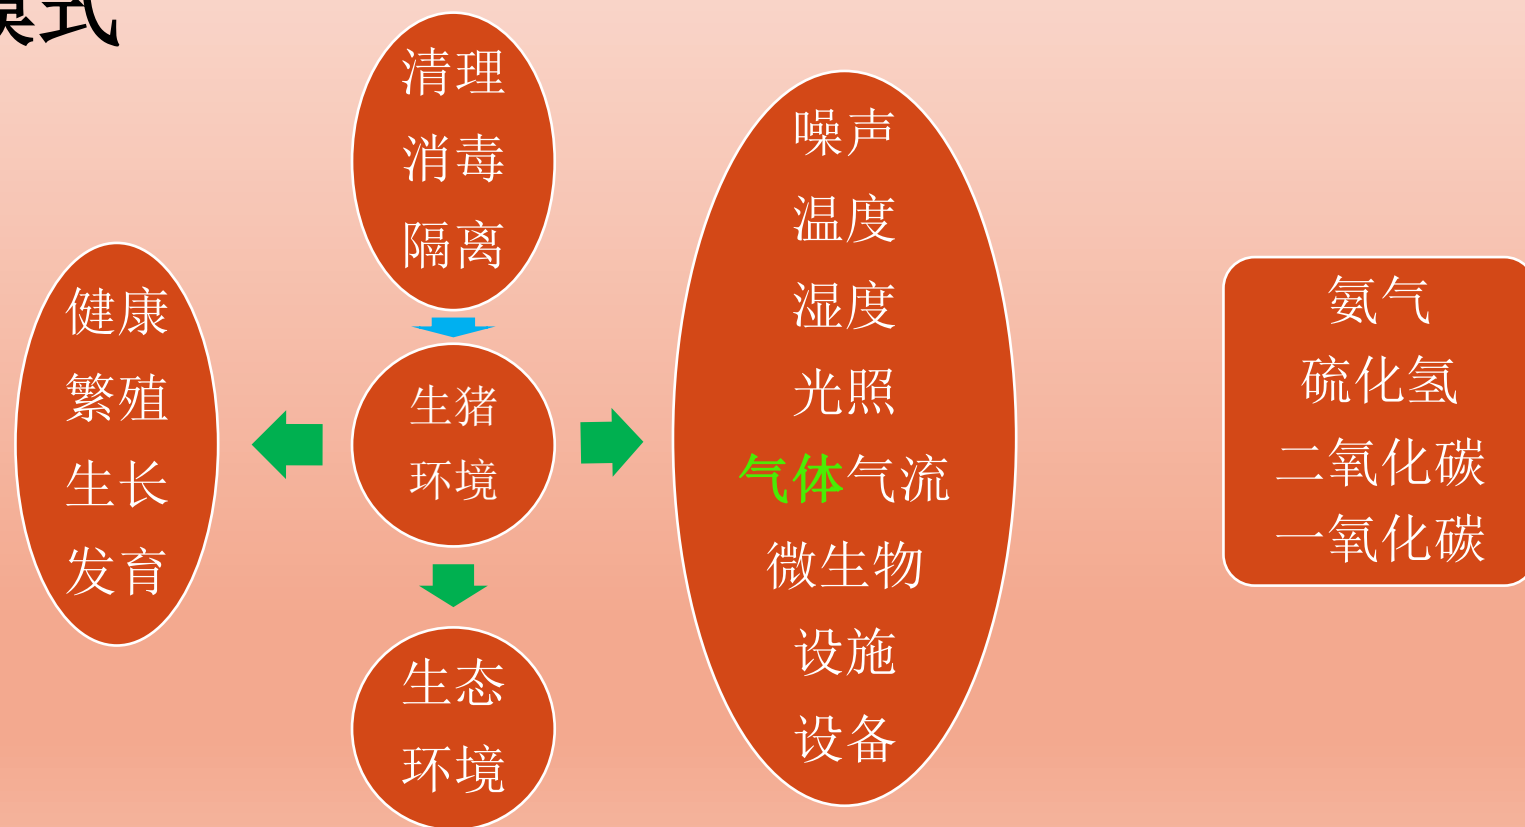 模式
清理
消毒
隔离
健康
繁殖
生长
发育
生猪
环境
生态
环境
噪声
温度
湿度
光照
气体气流
微生物
设施
设备
氨气
硫化氢
二氧化碳
一氧化碳